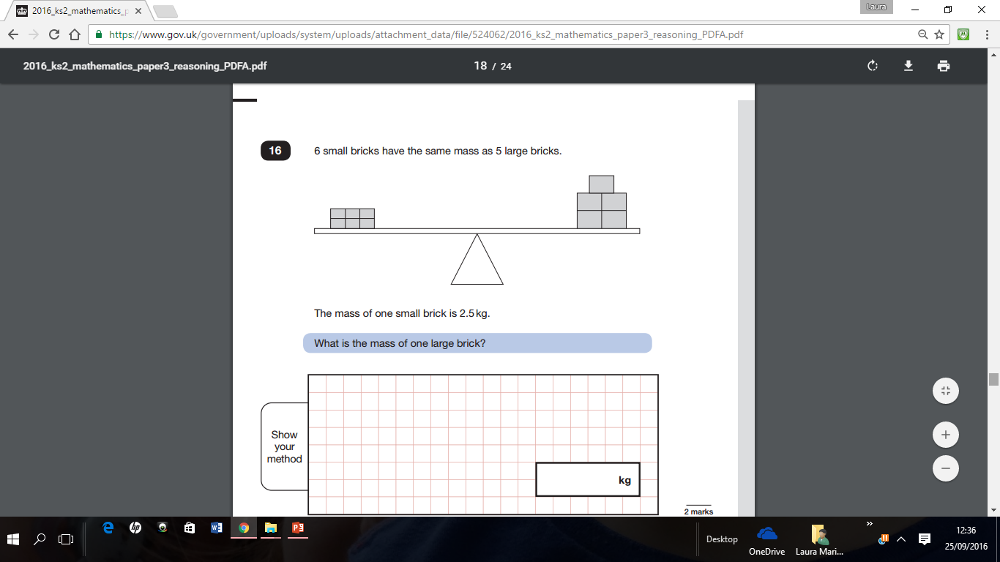 2016_ks2_mathematics_p
Laura
https://www.gov.uk/government/uploads/system/uploads/attachment_data/file/524062/2016_ks2_mathematics_paper3_reasoning_PDFA.pdf
2016_ks2_mathematics_paper3_reasoning_PDFA.pdf
18 / 24
16
6 small bricks have the same mass as 5 large bricks.
The mass of one small brick is 2.5 kg.
What is the mass of one large brick?
Show
your
method
kg
2 marks
Desktop
OneDrive
Laura Mari...
12:36
25/09/2016